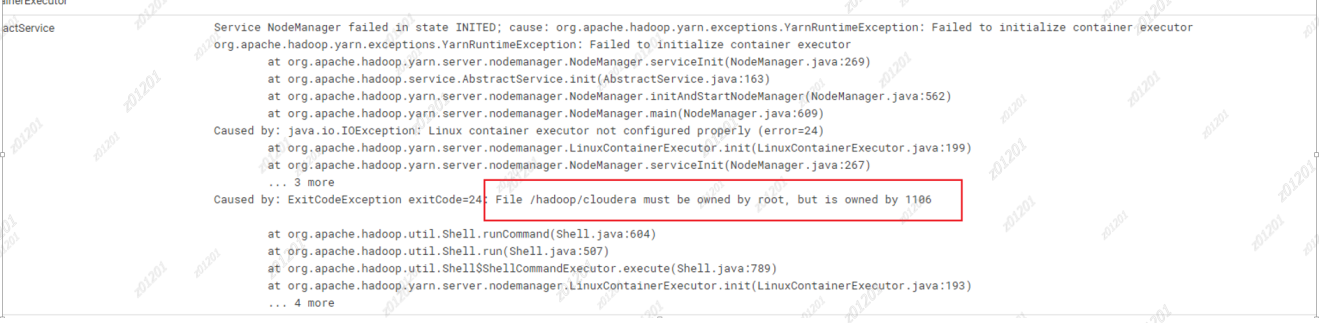 ainerExecutor
actService
Service NodeManager failed in state INITED; cause: org.apache.hadoop.yarn.exceptions.YarnRuntimeException: Failed to initialize container executor
org.apache.hadoop.yarn.exceptions.YarnRuntimeException: Failed to initialize container executor
at org.apache.hadoop.yarn.server.nodemanager.NodeManager.serviceInit(NodeManager.java:269)
at org.apache.hadoop.service.AbstractService.init(AbstractService.java:163)
at org.apache.hadoop.yarn.server.nodemanager.NodeManager.initAndStartNodeManager(NodeManager.java:562)
at org.apache.hadoop.yarn.server.nodemanager.NodeManager.main(NodeManager.java:609)
Caused by: java.io.IOException: Linux container executor not configured properly (error=24)
at org.apache.hadoop.yarn.server.nodemanager.LinuxContainerExecutor.init(LinuxContainerExecutor.java:199)
at org.apache.hadoop.yarn.server.nodemanager.NodeManager.serviceInit(NodeManager.java:267)
... 3 more
Caused by: ExitCodeException exitCode=24: File /hadoop/cloudera must be owned by root, but is owned by 1106
at org.apache.hadoop.util.Shell.runCommand(Shell.java:604)
at org.apache.hadoop.util.Shell.run(Shell.java:507)
at org.apache.hadoop.util.Shell$ShellCommandExecutor.execute(Shell.java:789)
at org.apache.hadoop.yarn.server.nodemanager.LinuxContainerExecutor.init(LinuxContainerExecutor.java:193)
... 4 more
z01201